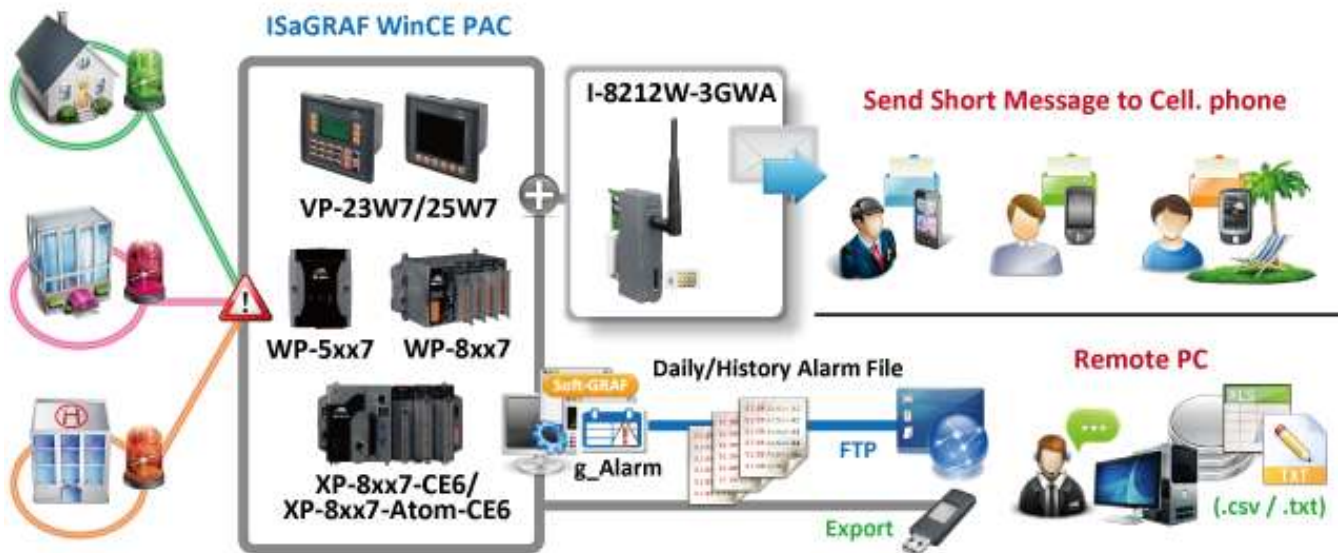 ISaGRAF WinCE PAC
VP-23W7/25W7
WP-5xx7
WP-8xx7
XP-8xx7-CE6/
XP-8xx7-Atom-CE6
I-8212W-3GWA
Send Short Message to Cell. phone
Soft-GRAF
g_Alarm
Daily/History Alarm File
FTP
Export
Remote PC
XLS
TXT
(.csv / .txt)
H